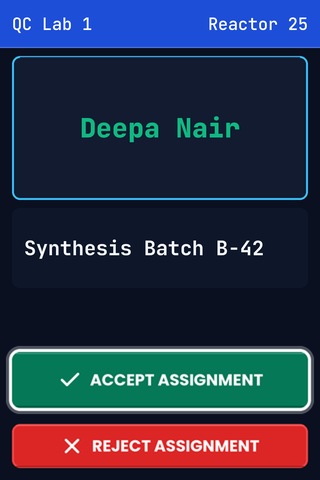 QC Lab 1 Reactor 25
Deepa Nair
Synthesis Batch B-42
ACCEPT ASSIGNMENT
REJECT ASSIGNMENT